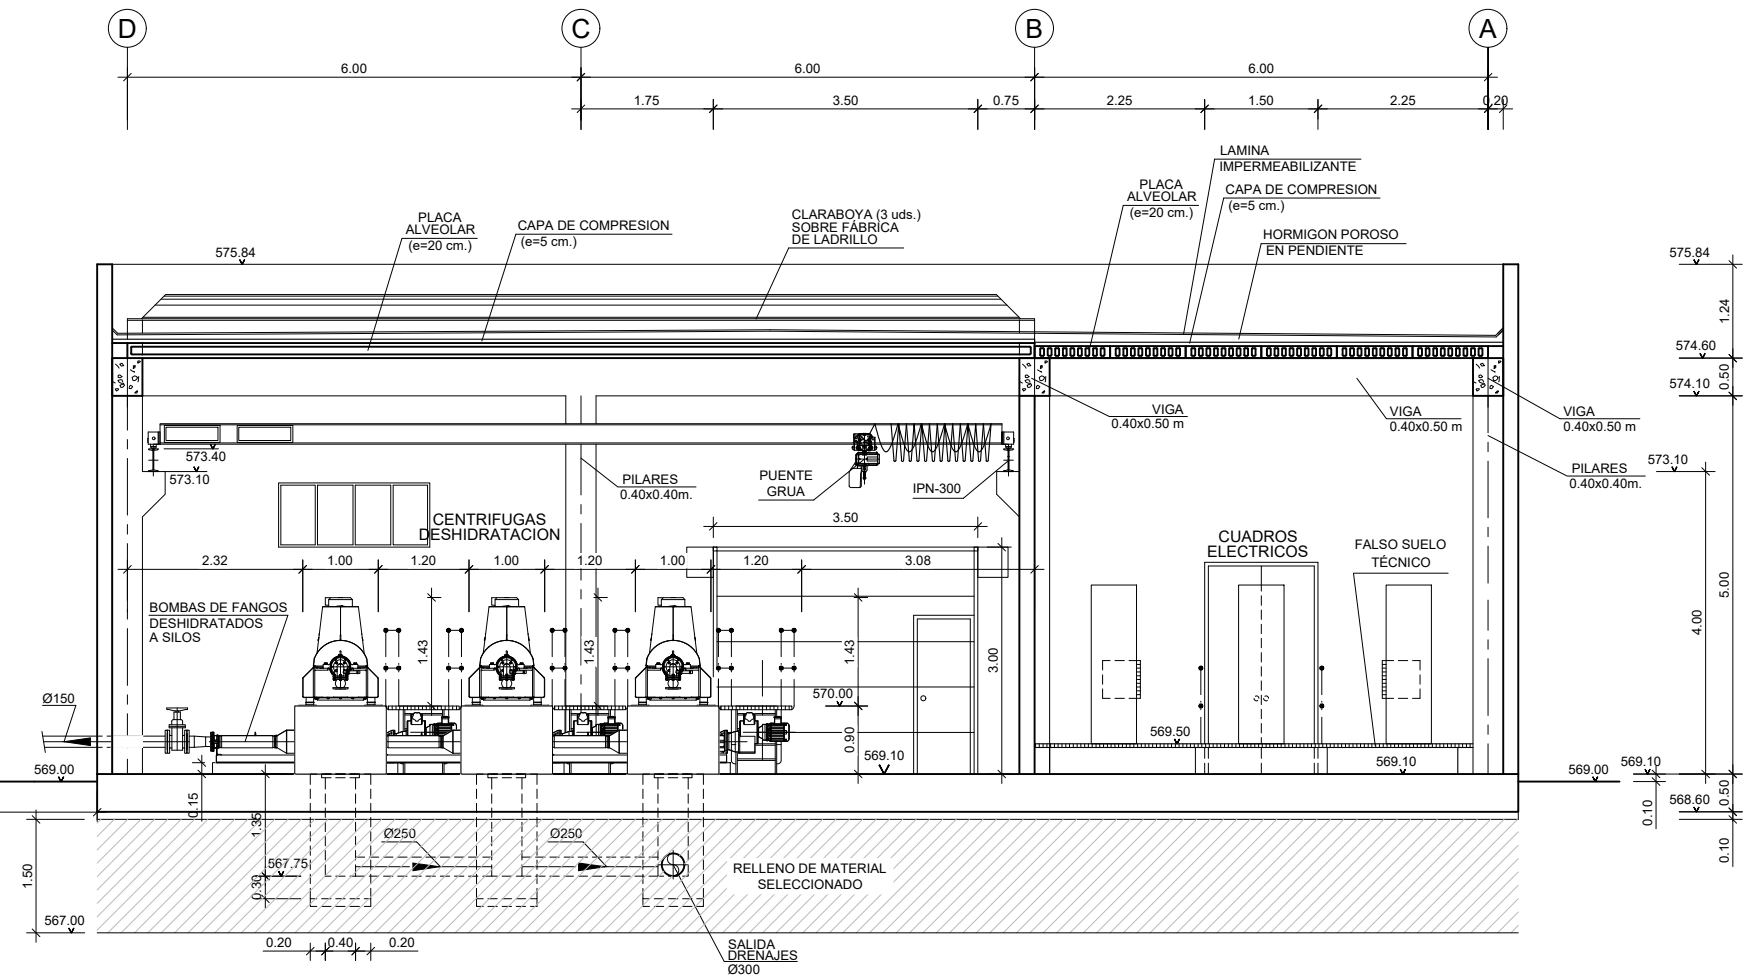 D
C
B
A
6.00
6.00
6.00
1.75
3.50
0.75
2.25
1.50
2.25
0.20
LAMINA
IMPERMEABILIZANTE
PLACA
ALVEOLAR
(e=20 cm.)
CAPA DE COMPRESION
(e=5 cm.)
PLACA
ALVEOLAR
(e=20 cm.)
CAPA DE COMPRESION
(e=5 cm.)
CLARABOYA (3 uds.)
SOBRE FÁBRICA
DE LADRILLO
HORMIGON POROSO
EN PENDIENTE
575.84
575.84
1.24
574.60
0.50
574.10
VIGA
0.40x0.50 m
VIGA
0.40x0.50 m
VIGA
0.40x0.50 m
573.40
573.10
PILARES
0.40x0.40m.
PUENTE
GRUA
IPN-300
573.10
PILARES
0.40x0.40m.
CENTRIFUGAS
DESHIDRATACION
3.50
CUADROS
ELECTRICOS
FALSO SUELO
TÉCNICO
2.32
1.00
1.20
1.00
1.20
1.00
1.20
3.08
5.00
4.00
BOMBAS DE FANGOS
DESHIDRATADOS
A SILOS
1.43
1.43
1.43
3.00
Ø150
570.00
0.90
569.50
569.00
569.10
569.10
569.00
569.10
0.15
1.35
0.10
568.60
0.50
0.10
Ø250
Ø250
567.75
0.30
1.50
RELLENO DE MATERIAL
SELECCIONADO
567.00
0.20
0.40
0.20
SALIDA
DRENAJES
Ø300